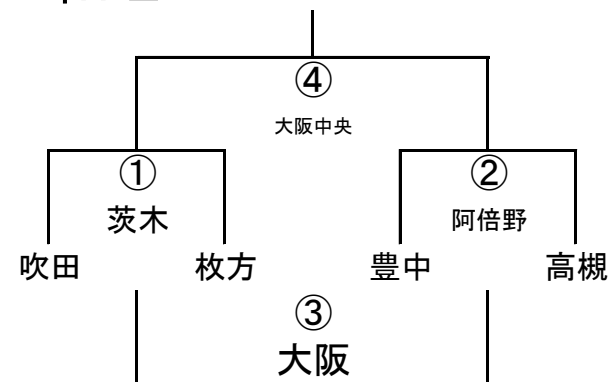 ④
大阪中央
① ②
茨木 阿倍野
吹田 枚方 豊中 高槻
③
大阪